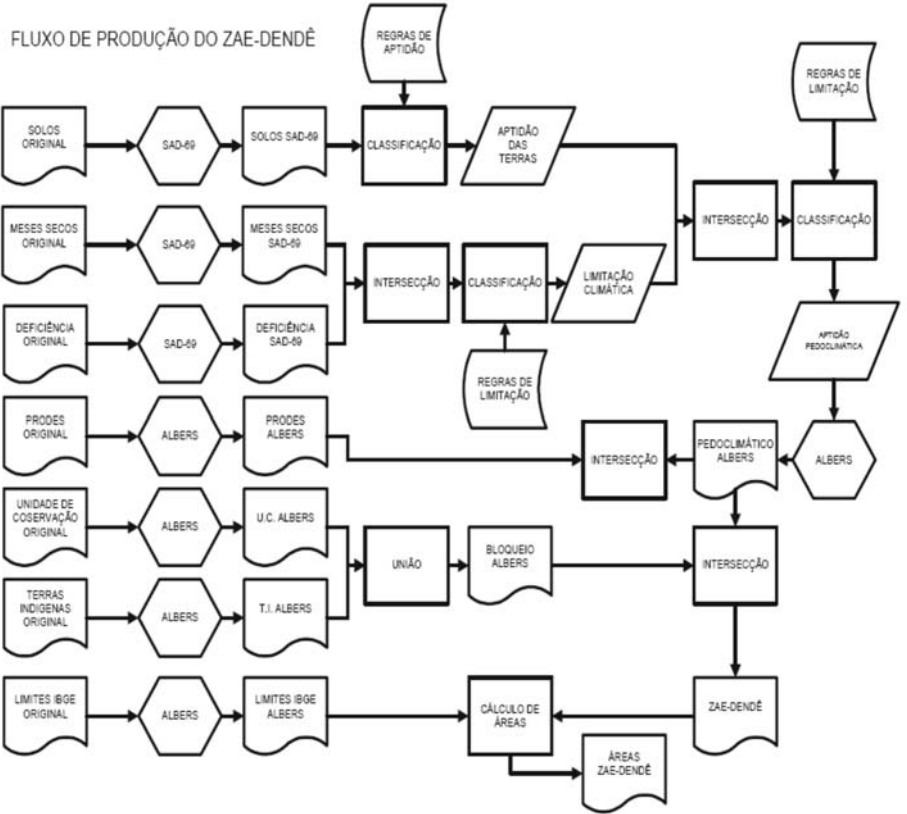 FLUXO DE PRODUÇÃO DO ZAE-DENDÊ
REGRAS DE
APTIDÃO
REGRAS DE
LIMITAÇÃO
SOLOS
ORIGINAL
SAD-69
SOLOS SAD-69
CLASSIFICAÇÃO
APTIDÃO
DAS
TERRAS
INTERSECÇÃO
CLASSIFICAÇÃO
MESES SECOS
ORIGINAL
SAD-69
MESES SECOS
SAD-69
INTERSECÇÃO
CLASSIFICAÇÃO
LIMITAÇÃO
CLIMÁTICA
DEFICIÊNCIA
ORIGINAL
SAD-69
DEFICIÊNCIA
SAD-69
REGRAS DE
LIMITAÇÃO
APTIDÃO
PEDOCLIMÁTICA
PRODES
ORIGINAL
ALBERS
PRODES
ALBERS
INTERSECÇÃO
PEDOCLIMÁTICO
ALBERS
ALBERS
UNIDADE DE
COSERVAÇÃO
ORIGINAL
ALBERS
U.C. ALBERS
UNIÃO
BLOQUEIO
ALBERS
INTERSECÇÃO
TERRAS
INDIGENAS
ORIGINAL
ALBERS
T.I. ALBERS
LIMITES IBGE
ORIGINAL
ALBERS
LIMITES IBGE
ALBERS
CÁLCULO DE
ÁREAS
ZAE-DENDÊ
ÁREAS
ZAE-DENDÊ